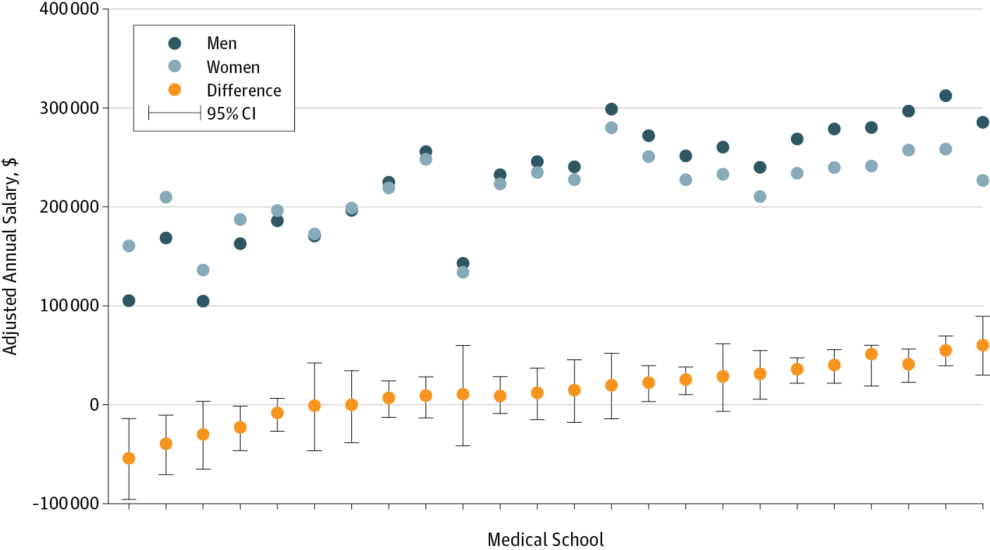 400 000
Men
Women
Difference
95% CI
300 000
200 000
100 000
0
-100 000
Adjusted Annual Salary, $
Medical School